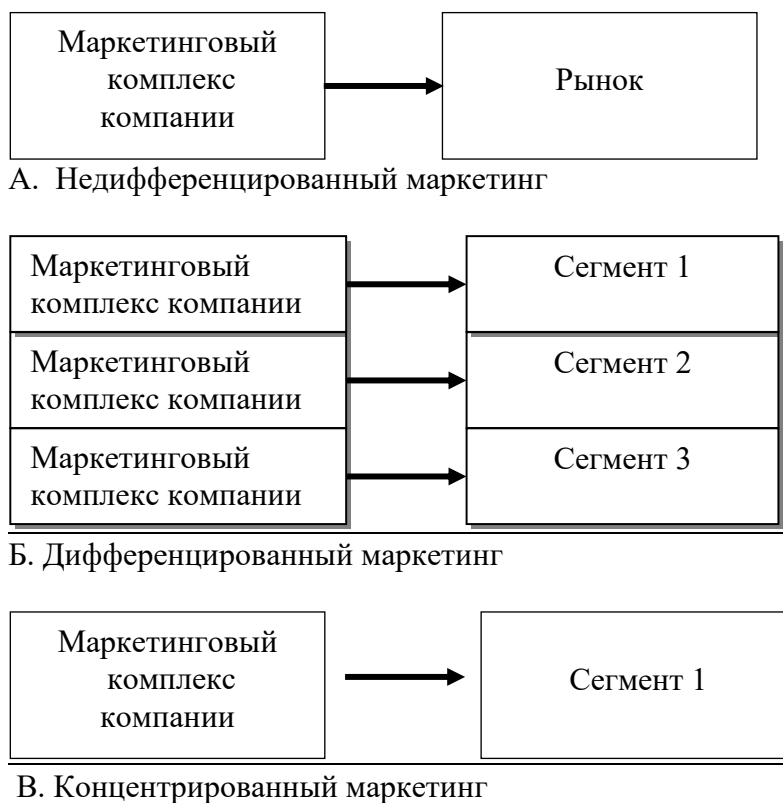 Маркетинговый
комплекс
компании
Рынок
А. Недифференцированный маркетинг
Маркетинговый
комплекс компании
Сегмент 1
Маркетинговый
комплекс компании
Сегмент 2
Маркетинговый
комплекс компании
Сегмент 3
Б. Дифференцированный маркетинг
Маркетинговый
комплекс
компании
Сегмент 1
В. Концентрированный маркетинг